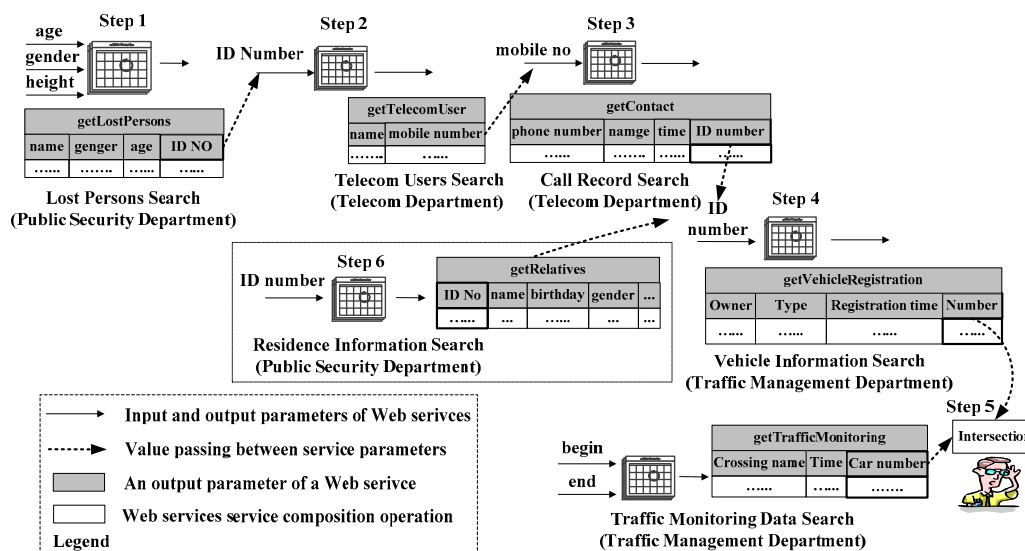 Step 1
age
gender
height
getLostPersons
name genger age ID NO
....... ........ ...... ......
Lost Persons Search
(Public Security Department)
Step 2
ID Number
getTelecomUser
name mobile number
....... ......
Telecom Users Search
(Telecom Department)
Step 3
mobile no
getContact
phone number namge time ID number
...... ...... ...... ......
Call Record Search
(Telecom Department)
Step 4
ID
number
getVehicleRegistration
Owner Type Registration time Number
...... ...... ...... ......
Vehicle Information Search
(Traffic Management Department)
Step 6
ID number
getRelatives
ID No name birthday gender ...
...... ... ...... ... ...
Residence Information Search
(Public Security Department)
Step 5
Intersection
begin
end
getTrafficMonitoring
Crossing name Time Car number
...... ...... .......
Traffic Monitoring Data Search
(Traffic Management Department)
Input and output parameters of Web serivces
Value passing between service parameters
An output parameter of a Web serivce
Web services service composition operation
Legend